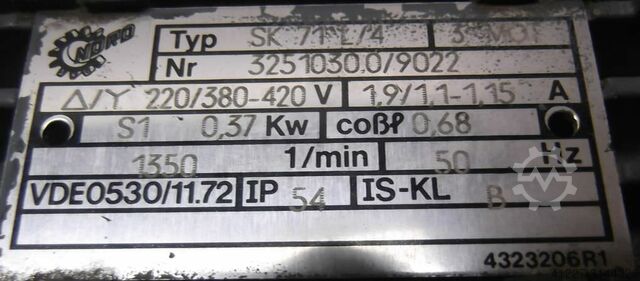 NORD
Typ SK 71 L/4 3~MOT
Nr 3251030.0/9022
Δ/Y 220/380-420 V 1,9/1,1-1,15 A
S1 0,37 Kw coßφ 0,68
1350 1/min 50 Hz
VDE0530/11.72 IP 54 IS-KL B
4323206R1